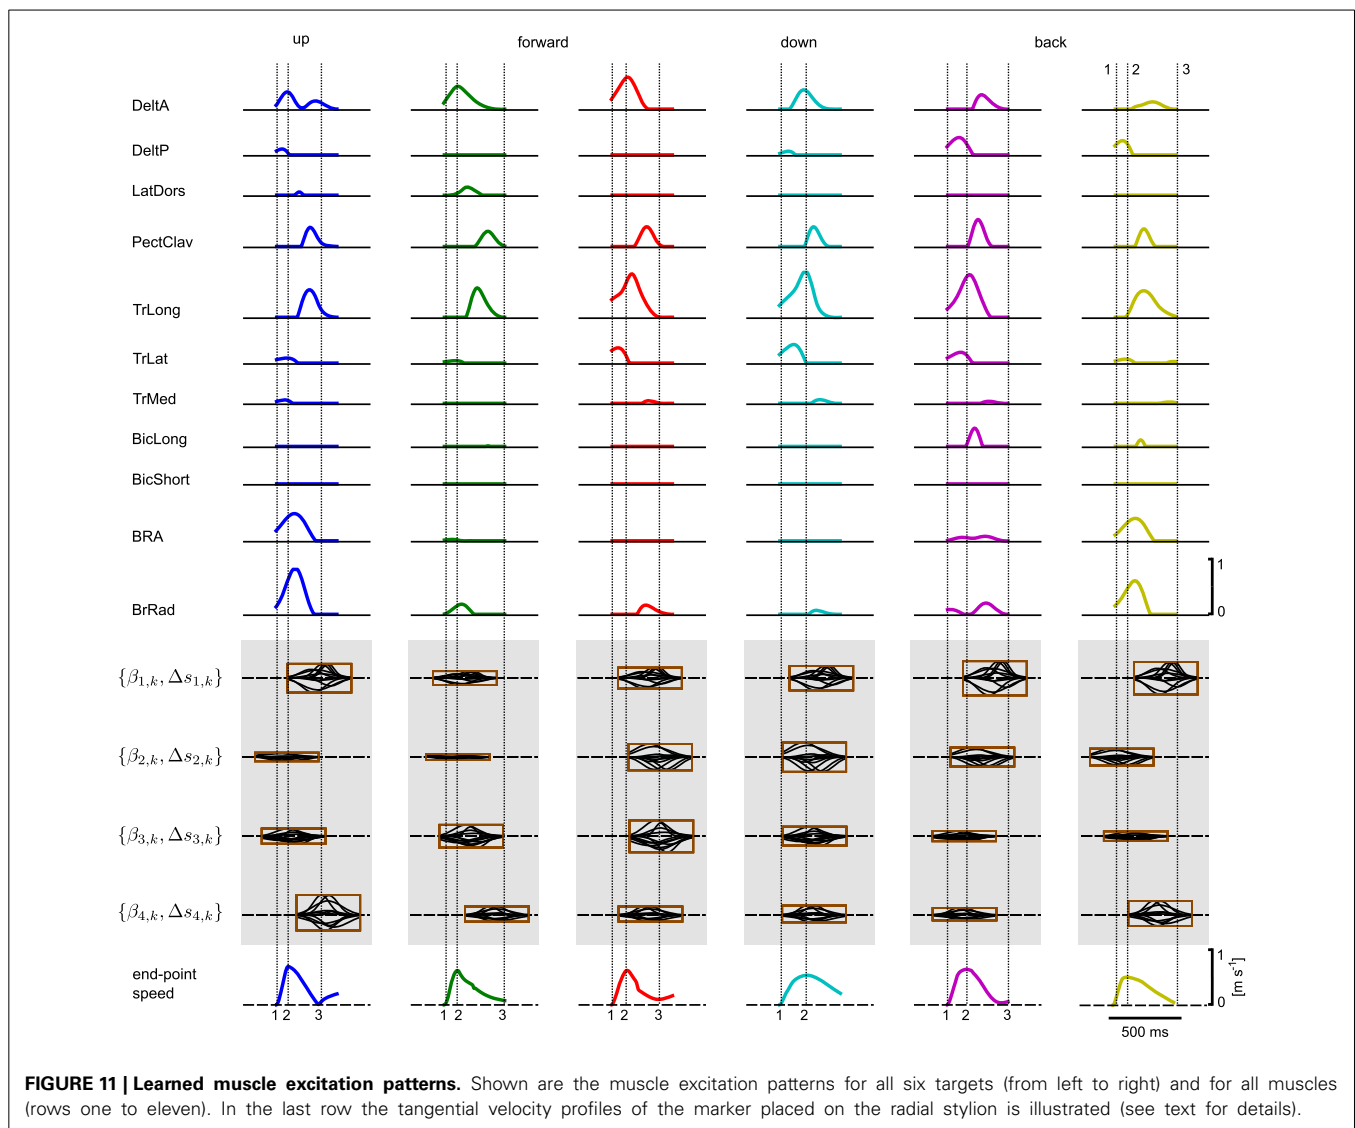 up forward down back
1 2 3
DeltA
DeltP
LatDors
PectClav
TrLong
TrLat
TrMed
BicLong
BicShort
BRA
1
BrRad
0
{β1,k, Δs1,k}
{β2,k, Δs2,k}
{β3,k, Δs3,k}
{β4,k, Δs4,k}
end-point
speed
1
0
[m s-1]
1 2 3 1 2 3 1 2 3 1 2 1 2 3
500 ms
FIGURE 11 | Learned muscle excitation patterns. Shown are the muscle excitation patterns for all six targets (from left to right) and for all muscles
(rows one to eleven). In the last row the tangential velocity profiles of the marker placed on the radial stylion is illustrated (see text for details).